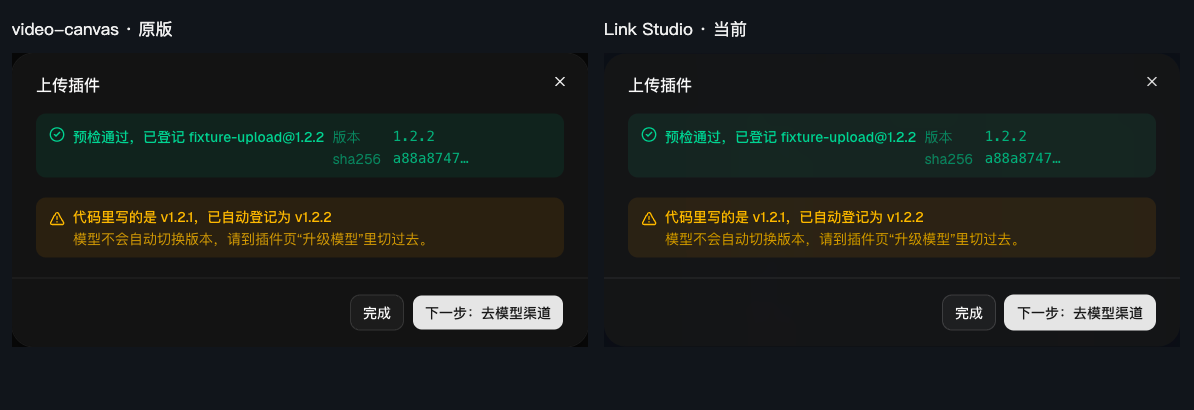 video-canvas · 原版
上传插件
预检通过，已登记 fixture-upload@1.2.2 版本 1.2.2
sha256 a88a8747…
代码里写的是 v1.2.1，已自动登记为 v1.2.2
模型不会自动切换版本，请到插件页“升级模型”里切过去。
完成 下一步：去模型渠道
Link Studio · 当前
上传插件
预检通过，已登记 fixture-upload@1.2.2 版本 1.2.2
sha256 a88a8747…
代码里写的是 v1.2.1，已自动登记为 v1.2.2
模型不会自动切换版本，请到插件页“升级模型”里切过去。
完成 下一步：去模型渠道